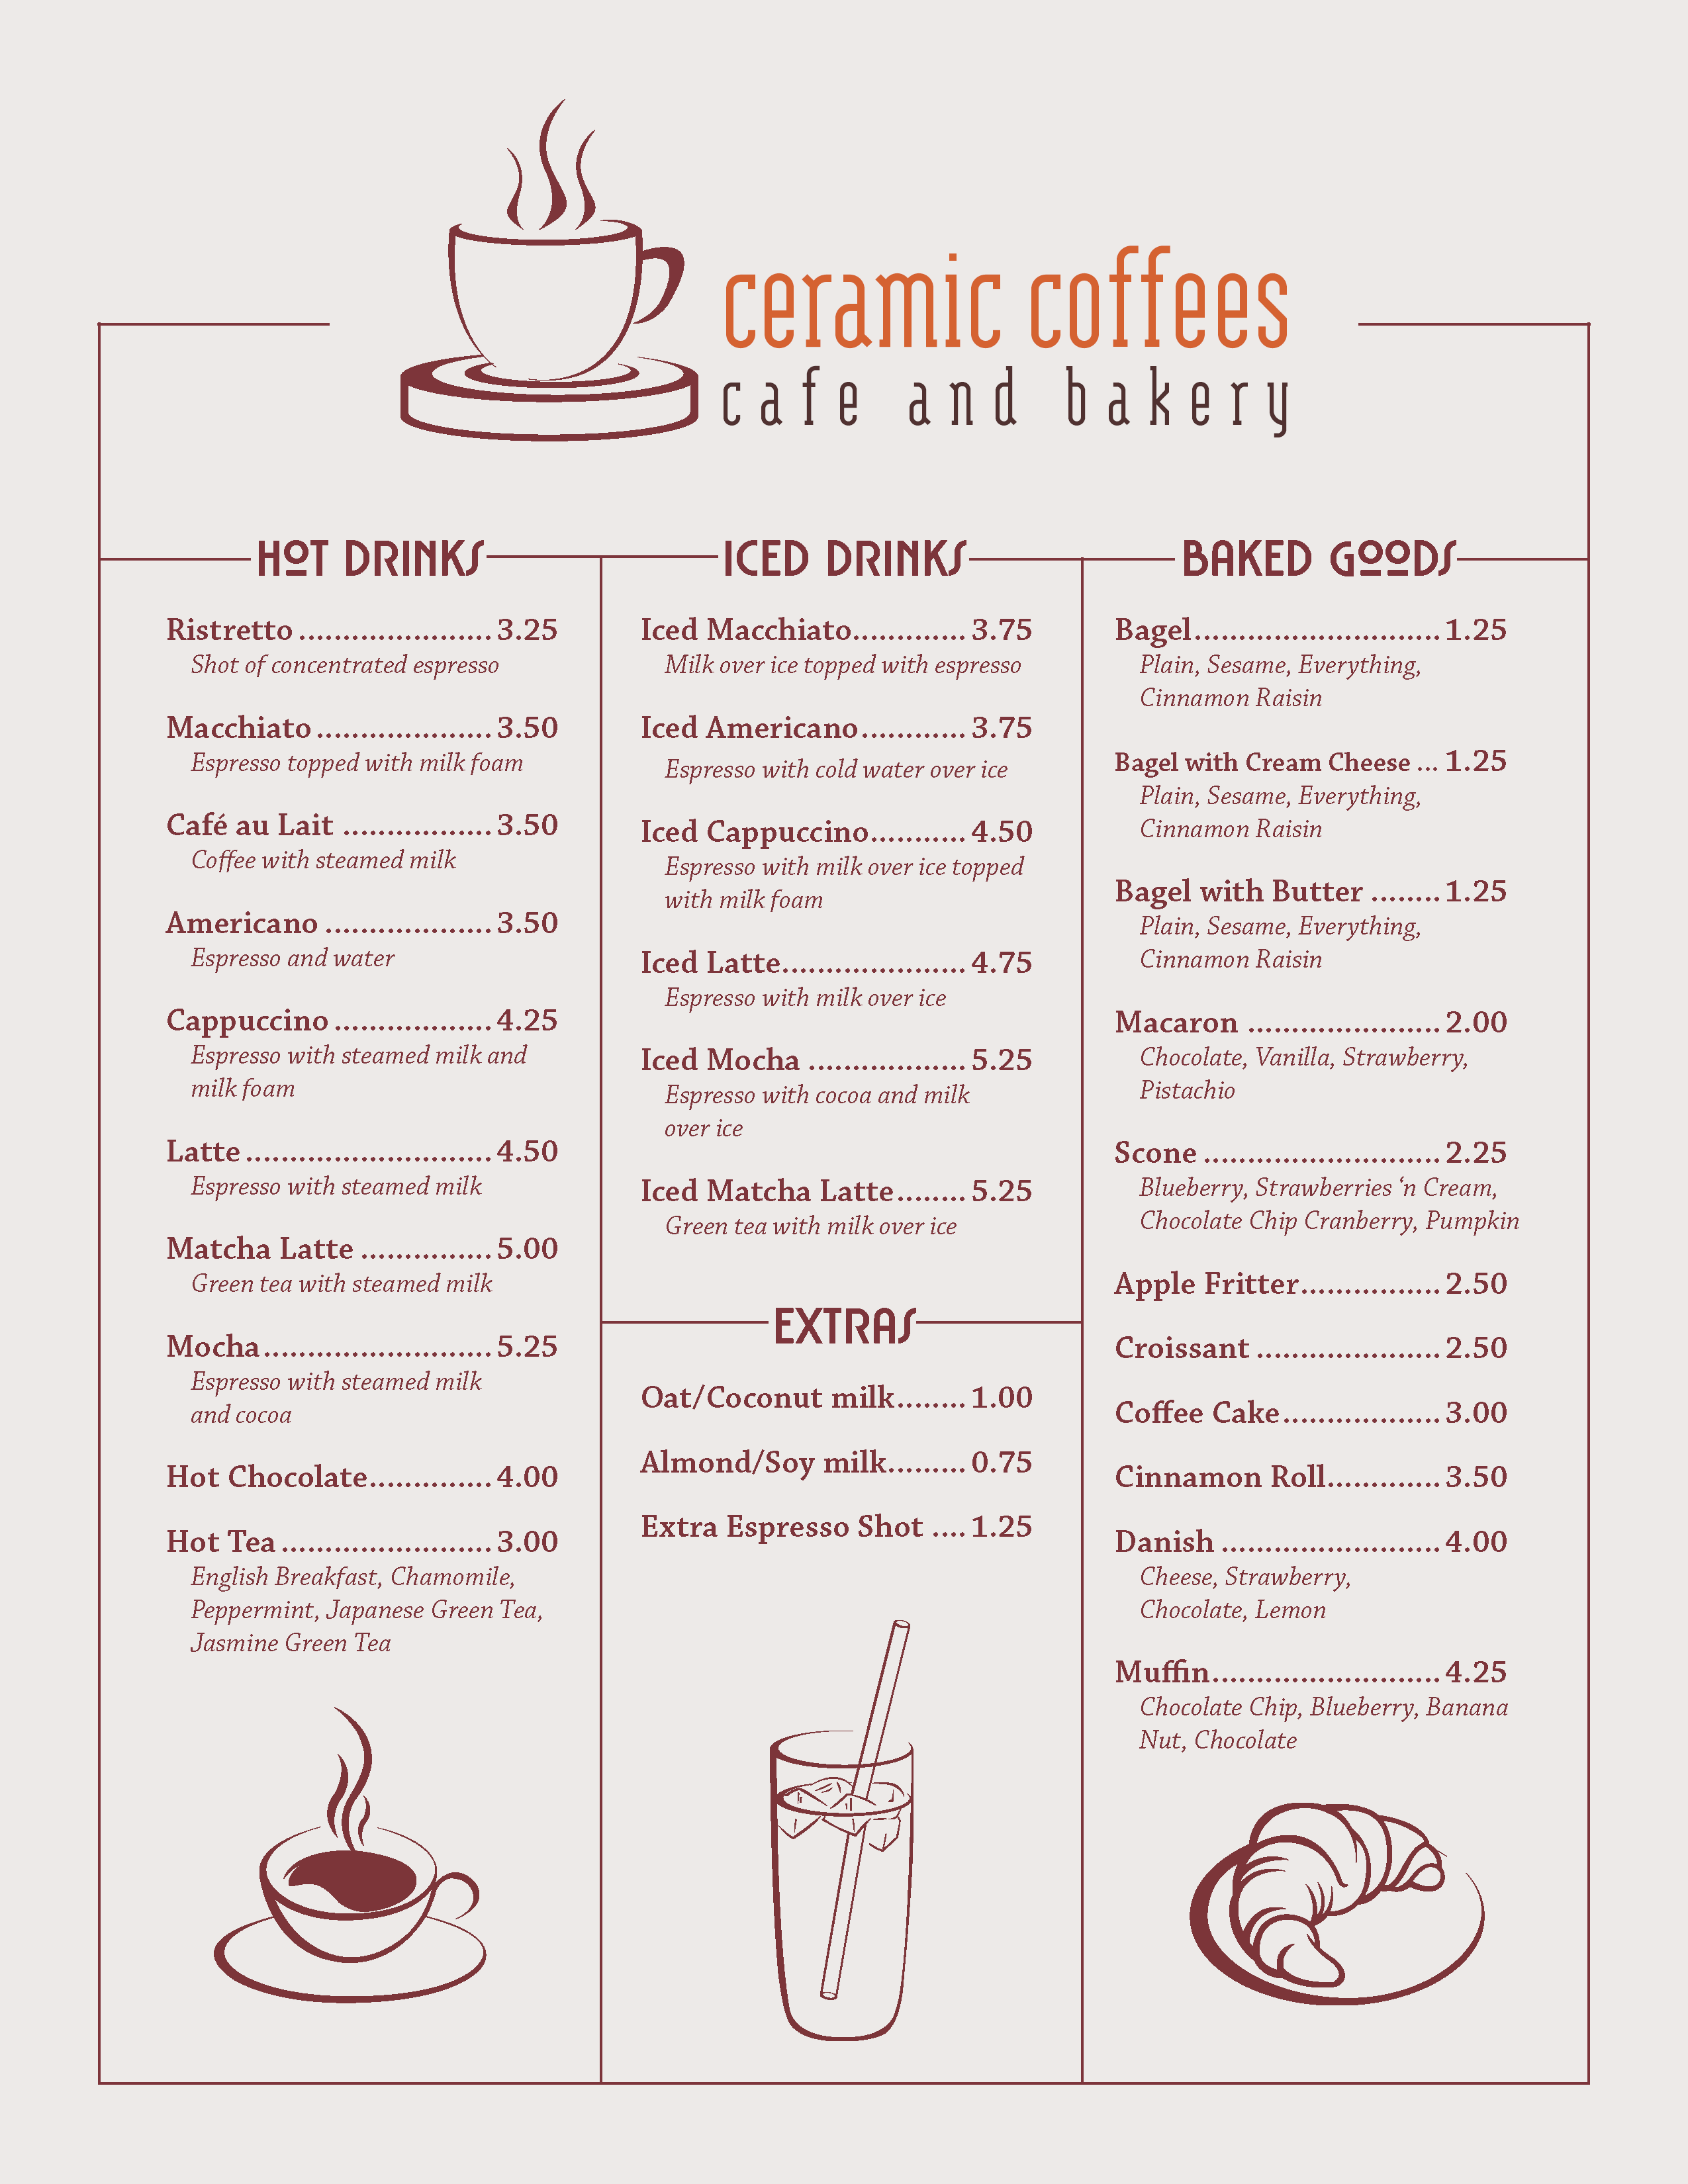 ceramic coffees
cafe and bakery
HOT DRINKS
Ristretto ...................... 3.25
Shot of concentrated espresso
Macchiato .................... 3.50
Espresso topped with milk foam
Café au Lait ................. 3.50
Coffee with steamed milk
Americano ................... 3.50
Espresso and water
Cappuccino .................. 4.25
Espresso with steamed milk and
milk foam
Latte ............................ 4.50
Espresso with steamed milk
Matcha Latte ............... 5.00
Green tea with steamed milk
Mocha.......................... 5.25
Espresso with steamed milk
and cocoa
Hot Chocolate.............. 4.00
Hot Tea ........................ 3.00
English Breakfast, Chamomile,
Peppermint, Japanese Green Tea,
Jasmine Green Tea
ICED DRINKS
Iced Macchiato............. 3.75
Milk over ice topped with espresso
Iced Americano............ 3.75
Espresso with cold water over ice
Iced Cappuccino........... 4.50
Espresso with milk over ice topped
with milk foam
Iced Latte..................... 4.75
Espresso with milk over ice
Iced Mocha .................. 5.25
Espresso with cocoa and milk
over ice
Iced Matcha Latte........ 5.25
Green tea with milk over ice
EXTRAS
Oat/Coconut milk........ 1.00
Almond/Soy milk......... 0.75
Extra Espresso Shot .... 1.25
BAKED GOODS
Bagel............................ 1.25
Plain, Sesame, Everything,
Cinnamon Raisin
Bagel with Cream Cheese ... 1.25
Plain, Sesame, Everything,
Cinnamon Raisin
Bagel with Butter ........ 1.25
Plain, Sesame, Everything,
Cinnamon Raisin
Macaron ...................... 2.00
Chocolate, Vanilla, Strawberry,
Pistachio
Scone ........................... 2.25
Blueberry, Strawberries ‘n Cream,
Chocolate Chip Cranberry, Pumpkin
Apple Fritter................ 2.50
Croissant ..................... 2.50
Coffee Cake.................. 3.00
Cinnamon Roll............. 3.50
Danish ......................... 4.00
Cheese, Strawberry,
Chocolate, Lemon
Muffin.......................... 4.25
Chocolate Chip, Blueberry, Banana
Nut, Chocolate